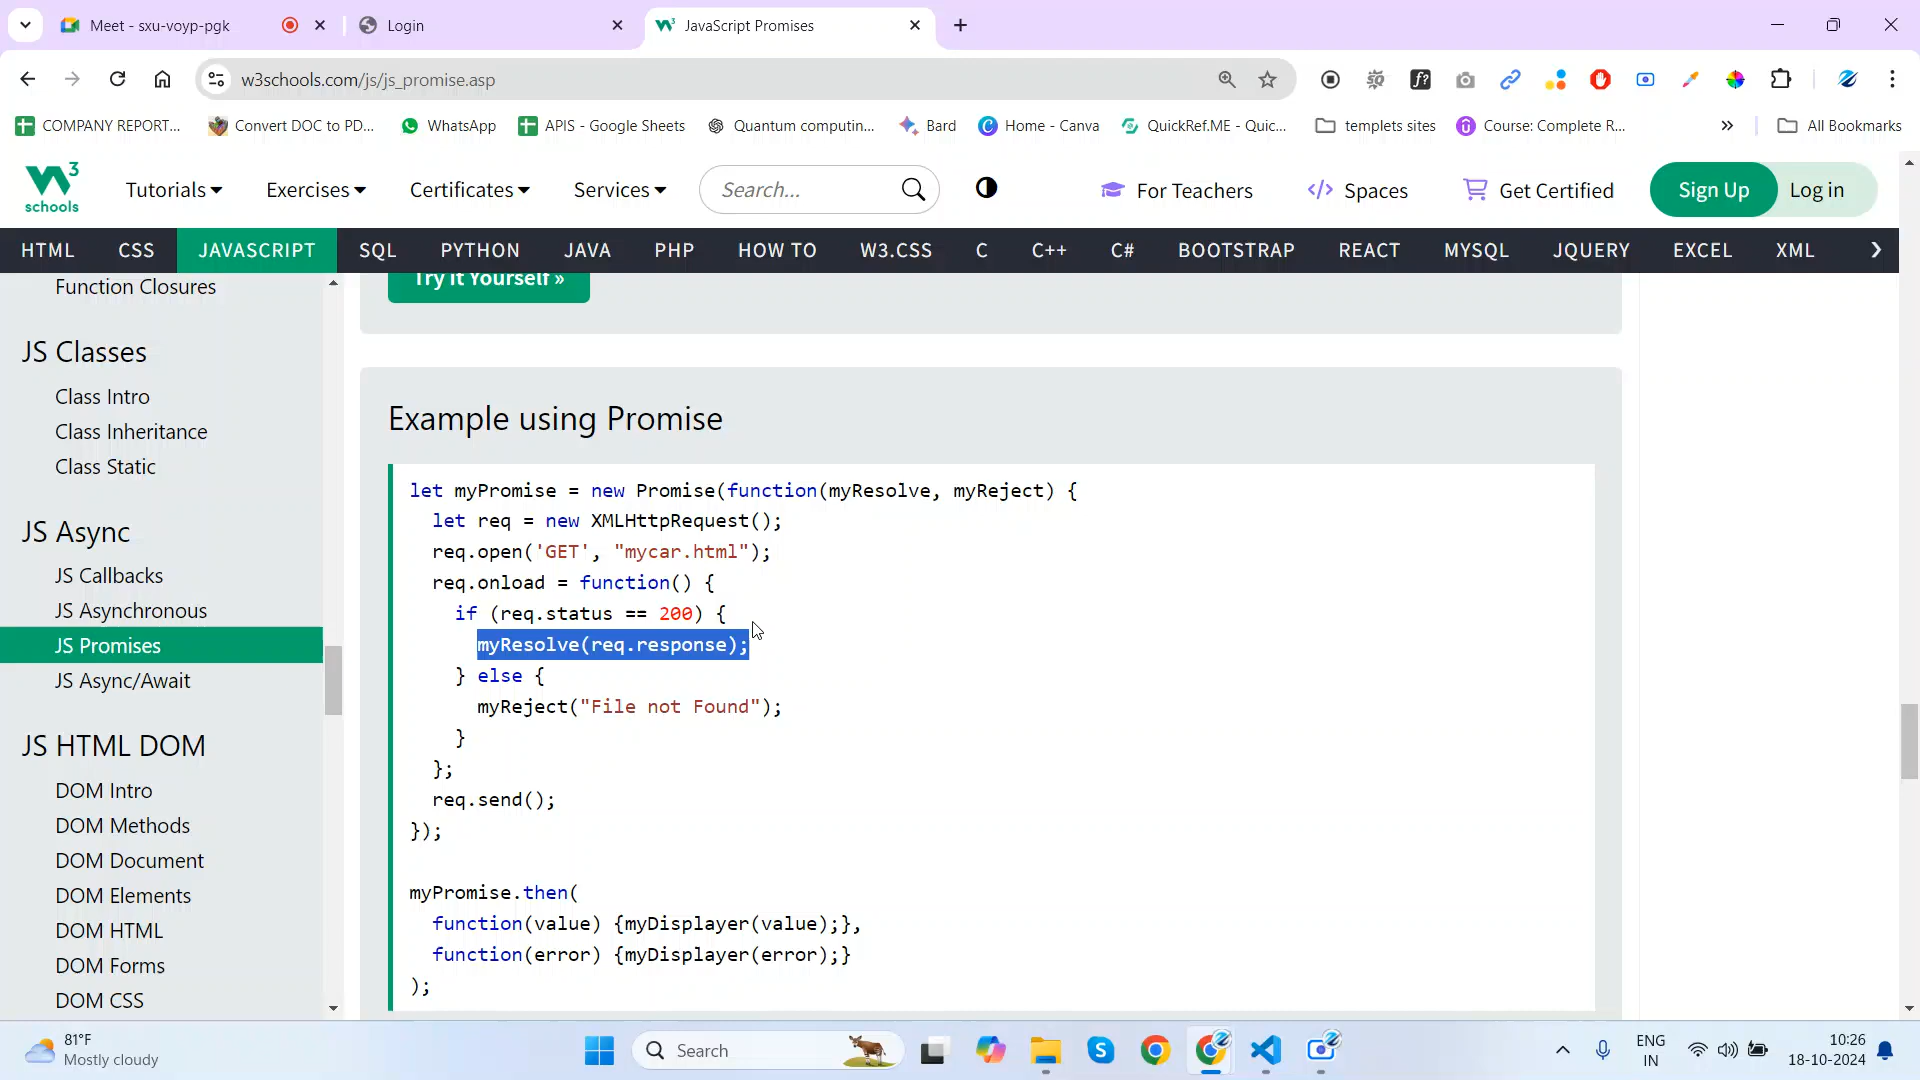 Meet - sxu-voyp-pgk
Login
JavaScript Promises
w3schools.com/js/js_promise.asp
COMPANY REPORT...
Convert DOC to PD...
WhatsApp
APIS - Google Sheets
Quantum computin...
Bard
Home - Canva
QuickRef.ME - Quic...
templets sites
Course: Complete R...
All Bookmarks
W3 schools
Tutorials
Exercises
Certificates
Services
Search...
For Teachers
Spaces
Get Certified
Sign Up
Log in
HTML CSS JAVASCRIPT SQL PYTHON JAVA PHP HOW TO W3.CSS C C++ C# BOOTSTRAP REACT MYSQL JQUERY EXCEL XML
Function Closures
JS Classes
Class Intro
Class Inheritance
Class Static
JS Async
JS Callbacks
JS Asynchronous
JS Promises
JS Async/Await
JS HTML DOM
DOM Intro
DOM Methods
DOM Document
DOM Elements
DOM HTML
DOM Forms
DOM CSS
Try it Yourself »
Example using Promise
let myPromise = new Promise(function(myResolve, myReject) {
let req = new XMLHttpRequest();
req.open('GET', "mycar.html");
req.onload = function() {
if (req.status == 200) {
myResolve(req.response);
} else {
myReject("File not Found");
}
};
req.send();
});
myPromise.then(
function(value) {myDisplayer(value);},
function(error) {myDisplayer(error);}
);
81°F
Mostly cloudy
Search
ENG
IN
10:26
18-10-2024